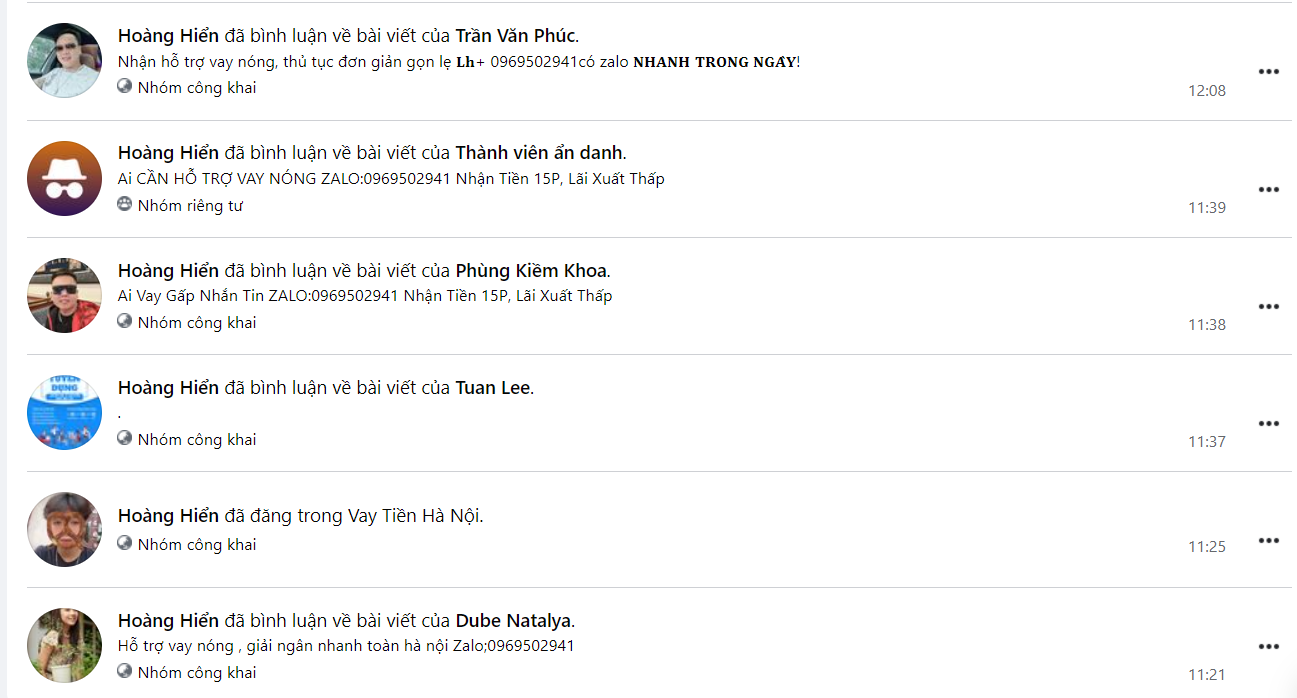 Hoàng Hiển đã bình luận về bài viết của Trần Văn Phúc.
Nhận hỗ trợ vay nóng, thủ tục đơn giản gọn lẹ 𝐋𝐡+ 0969502941có zalo 𝐍𝐇𝐀𝐍𝐇 𝐓𝐑𝐎𝐍𝐆 𝐍𝐆𝐀̀𝐘!
Nhóm công khai
12:08
Hoàng Hiển đã bình luận về bài viết của Thành viên ẩn danh.
Ai CẦN HỖ TRỢ VAY NÓNG ZALO:0969502941 Nhận Tiền 15P, Lãi Xuất Thấp
Nhóm riêng tư
11:39
Hoàng Hiển đã bình luận về bài viết của Phùng Kiềm Khoa.
Ai Vay Gấp Nhắn Tin ZALO:0969502941 Nhận Tiền 15P, Lãi Xuất Thấp
Nhóm công khai
11:38
TUYỂN
DỤNG
Hoàng Hiển đã bình luận về bài viết của Tuan Lee.
.
Nhóm công khai
11:37
Hoàng Hiển đã đăng trong Vay Tiền Hà Nội.
Nhóm công khai
11:25
Hoàng Hiển đã bình luận về bài viết của Dube Natalya.
Hỗ trợ vay nóng , giải ngân nhanh toàn hà nội Zalo;0969502941
Nhóm công khai
11:21